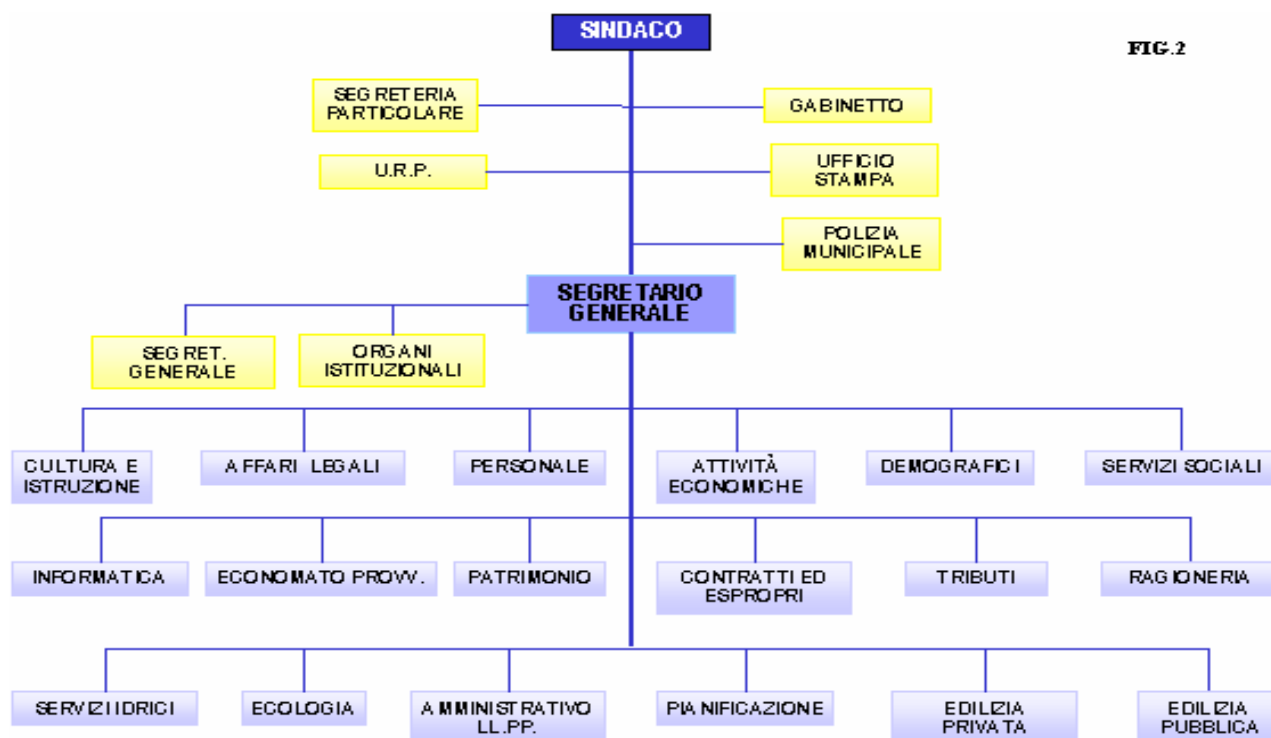 SINDACO
FIG.2
SEGRETERIA
PARTICOLARE
GABINETTO
U.R.P.
UFFICIO
STAMPA
POLIZIA
MUNICIPALE
SEGRETARIO
GENERALE
SEGRET.
GENERALE
ORGANI
ISTITUZIONALI
CULTURA E
ISTRUZIONE
AFFARI LEGALI
PERSONALE
ATTIVITÀ
ECONOMICHE
DEMOGRAFICI
SERVIZI SOCIALI
INFORMATICA
ECONOMATO PROVV.
PATRIMONIO
CONTRATTI ED
ESPROPRI
TRIBUTI
RAGIONERIA
SERVIZI IDRICI
ECOLOGIA
AMMINISTRATIVO
LL.PP.
PIANIFICAZIONE
EDILIZIA
PRIVATA
EDILIZIA
PUBBLICA